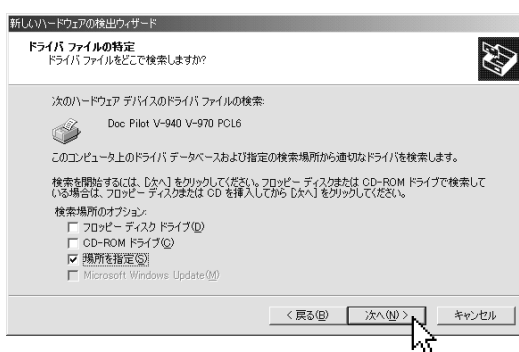 新しいハードウェアの検出ウィザード
ドライバ ファイルの特定
ドライバ ファイルをどこで検索しますか?
次のハードウェア デバイスのドライバ ファイルの検索:
Doc Pilot V-940 V-970 PCL6
このコンピュータ上のドライバ データベースおよび指定の検索場所から適切なドライバを検索します。
検索を開始するには、[次へ] をクリックしてください。フロッピー ディスクまたは CD-ROM ドライブで検索して
いる場合は、フロッピー ディスクまたは CD を挿入してから [次へ] をクリックしてください。
検索場所のオプション:
フロッピー ディスク ドライブ(D)
CD-ROM ドライブ(C)
場所を指定(S)
Microsoft Windows Update(M)
< 戻る(B) 次へ(N) > キャンセル